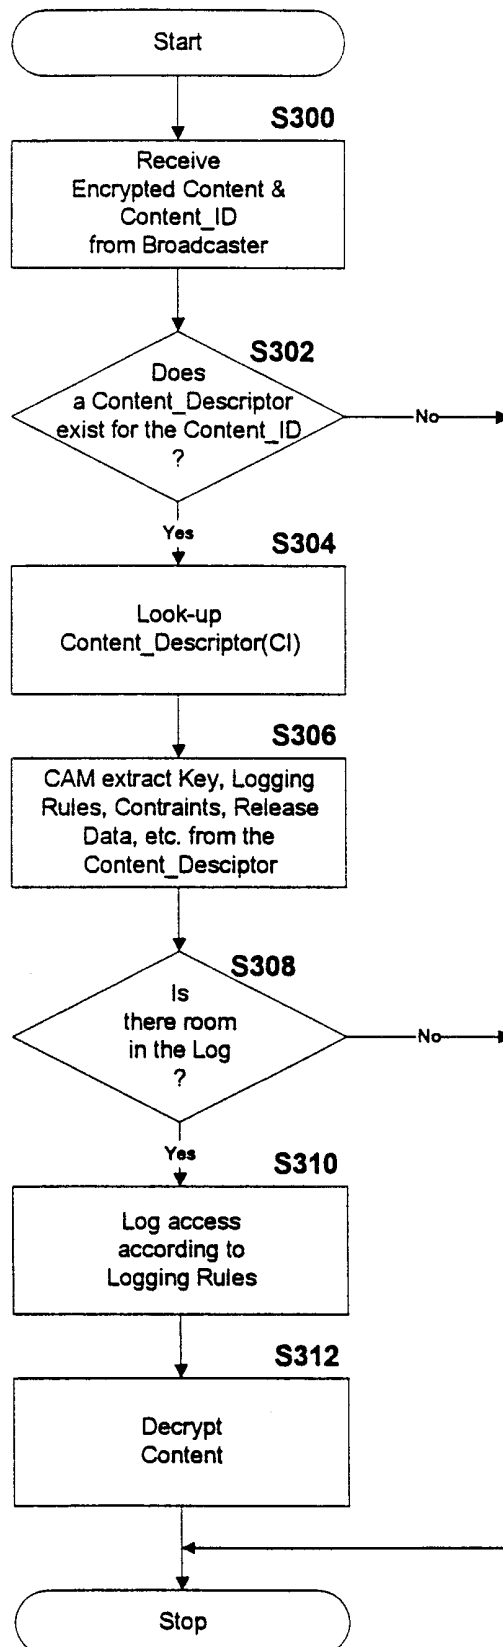 Start
S300
Receive
Encrypted Content &
Content_ID
from Broadcaster
S302
Does
a Content_Descriptor
exist for the Content_ID
?
No
Yes
S304
Look-up
Content_Descriptor(CI)
S306
CAM extract Key, Logging
Rules, Contraints, Release
Data, etc. from the
Content_Desciptor
S308
Is
there room
in the Log
?
No
Yes
S310
Log access
according to
Logging Rules
S312
Decrypt
Content
Stop